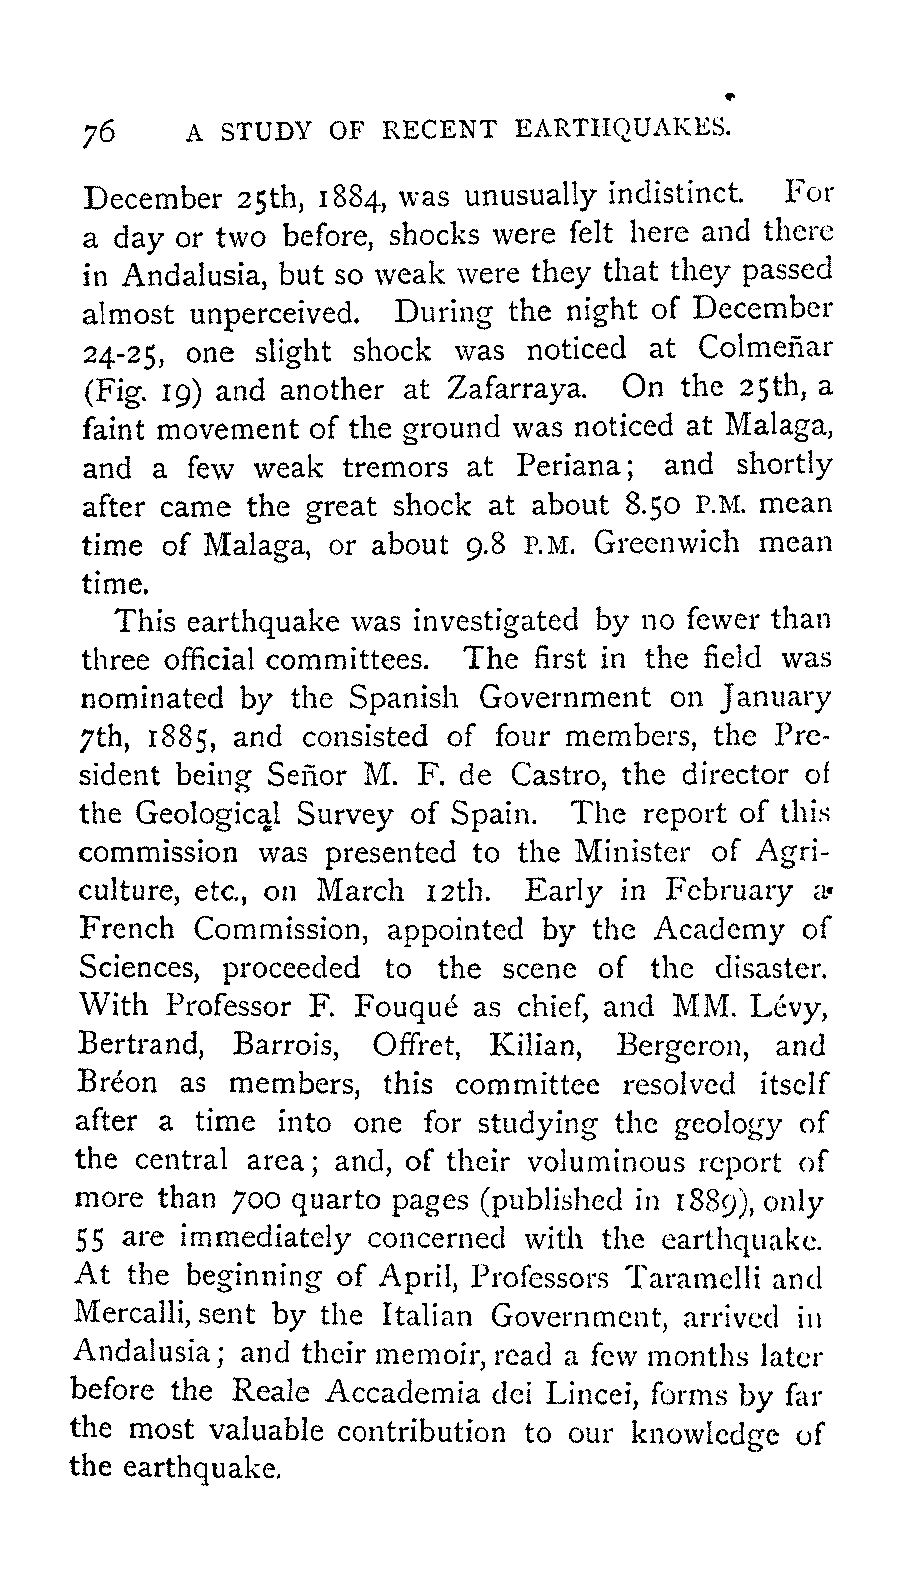 76 A STUDY OF RECENT EARTHQUAKES.
December 25th, 1884, was unusually indistinct. For
a day or two before, shocks were felt here and there
in Andalusia, but so weak were they that they passed
almost unperceived. During the night of December
24-25, one slight shock was noticed at Colmeñar
(Fig. 19) and another at Zafarraya. On the 25th, a
faint movement of the ground was noticed at Malaga,
and a few weak tremors at Periana; and shortly
after came the great shock at about 8.50 P.M. mean
time of Malaga, or about 9.8 P.M. Greenwich mean
time.
This earthquake was investigated by no fewer than
three official committees. The first in the field was
nominated by the Spanish Government on January
7th, 1885, and consisted of four members, the Pre-
sident being Señor M. F. de Castro, the director of
the Geological Survey of Spain. The report of this
commission was presented to the Minister of Agri-
culture, etc., on March 12th. Early in February a
French Commission, appointed by the Academy of
Sciences, proceeded to the scene of the disaster.
With Professor F. Fouqué as chief, and MM. Lévy,
Bertrand, Barrois, Offret, Kilian, Bergeron, and
Bréon as members, this committee resolved itself
after a time into one for studying the geology of
the central area; and, of their voluminous report of
more than 700 quarto pages (published in 1889), only
55 are immediately concerned with the earthquake.
At the beginning of April, Professors Taramelli and
Mercalli, sent by the Italian Government, arrived in
Andalusia; and their memoir, read a few months later
before the Reale Accademia dei Lincei, forms by far
the most valuable contribution to our knowledge of
the earthquake.